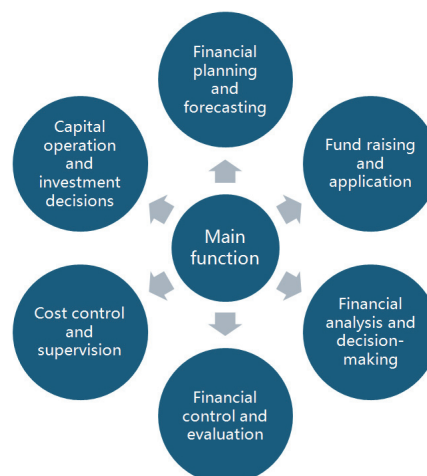 Financial
planning
and
forecasting
Fund raising
and
application
Financial
analysis and
decision-
making
Financial
control and
evaluation
Cost control
and
supervision
Capital
operation
and
investment
decisions
Main
function